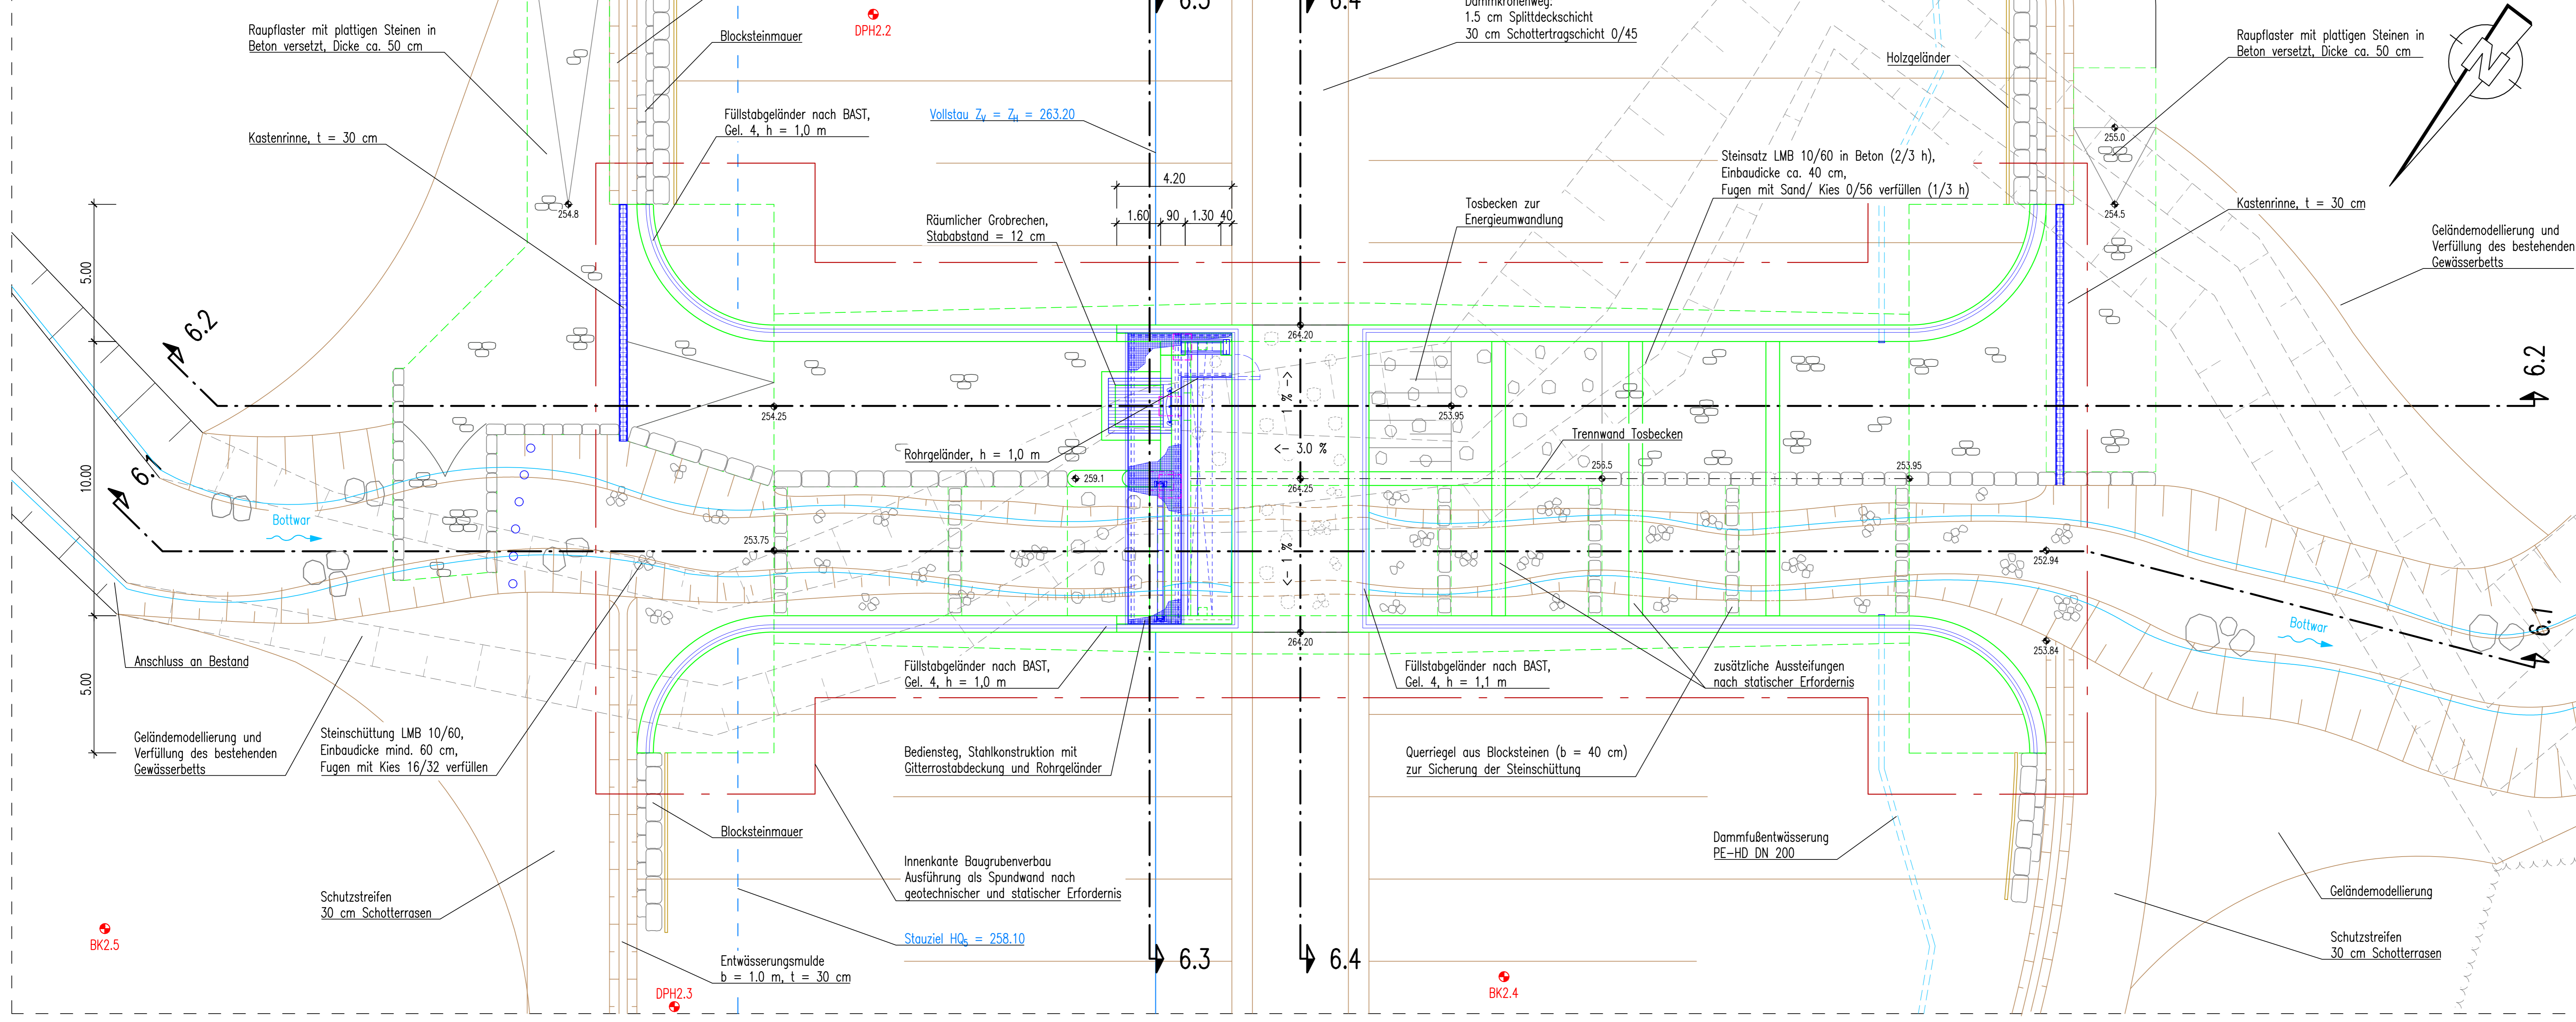 6.3
6.4
Dammkronenweg:
1.5 cm Splittdeckschicht
30 cm Schottertragschicht 0/45
DPH2.2
Raupflaster mit plattigen Steinen in
Beton versetzt, Dicke ca. 50 cm
Blocksteinmauer
Holzgeländer
Raupflaster mit plattigen Steinen in
Beton versetzt, Dicke ca. 50 cm
N
Kastenrinne, t = 30 cm
Füllstabgeländer nach BAST,
Gel. 4, h = 1,0 m
Vollstau ZV = ZH = 263.20
255.0
Steinsatz LMB 10/60 in Beton (2/3 h),
Einbaudicke ca. 40 cm,
Fugen mit Sand/ Kies 0/56 verfüllen (1/3 h)
4.20
1.60 90 1.30 40
254.8
254.5
Kastenrinne, t = 30 cm
Räumlicher Grobrechen,
Stababstand = 12 cm
Tosbecken zur
Energieumwandlung
Geländemodellierung und
Verfüllung des bestehenden
Gewässerbetts
5.00
6.2
264.20
6.2
<- 1 % ->
254.25
253.95
Rohrgeländer, h = 1,0 m
<- 3.0 %
Trennwand Tosbecken
10.00
6.1
259.1
264.25
256.5
253.95
Bottwar
253.75
<- 1 %
252.94
Bottwar
6.1
264.20
253.84
Anschluss an Bestand
5.00
Füllstabgeländer nach BAST,
Gel. 4, h = 1,0 m
Füllstabgeländer nach BAST,
Gel. 4, h = 1,1 m
zusätzliche Aussteifungen
nach statischer Erfordernis
Geländemodellierung und
Verfüllung des bestehenden
Gewässerbetts
Steinschüttung LMB 10/60,
Einbaudicke mind. 60 cm,
Fugen mit Kies 16/32 verfüllen
Bediensteg, Stahlkonstruktion mit
Gitterrostabdeckung und Rohrgeländer
Querriegel aus Blocksteinen (b = 40 cm)
zur Sicherung der Steinschüttung
Blocksteinmauer
Dammfußentwässerung
PE-HD DN 200
Innenkante Baugrubenverbau
Ausführung als Spundwand nach
geotechnischer und statischer Erfordernis
Schutzstreifen
30 cm Schotterrasen
Geländemodellierung
BK2.5
Stauziel HQ5 = 258.10
Schutzstreifen
30 cm Schotterrasen
Entwässerungsmulde
b = 1.0 m, t = 30 cm
6.3
6.4
DPH2.3
BK2.4